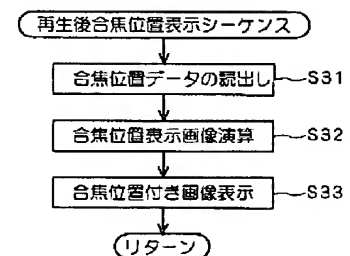 再生後合焦位置表示シーケンス
合焦位置データの読出し S31
合焦位置表示画像演算 S32
合焦位置付き画像表示 S33
リターン